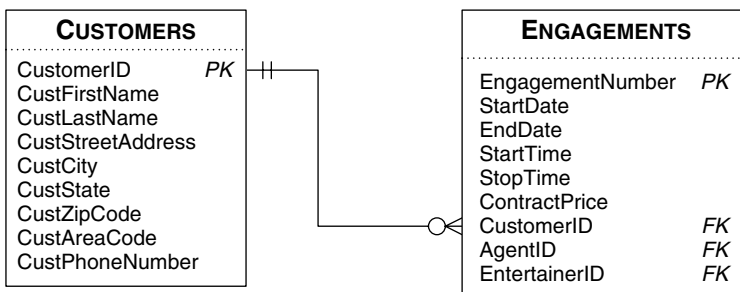 CUSTOMERS
CustomerID PK
CustFirstName
CustLastName
CustStreetAddress
CustCity
CustState
CustZipCode
CustAreaCode
CustPhoneNumber
ENGAGEMENTS
EngagementNumber PK
StartDate
EndDate
StartTime
StopTime
ContractPrice
CustomerID FK
AgentID FK
EntertainerID FK